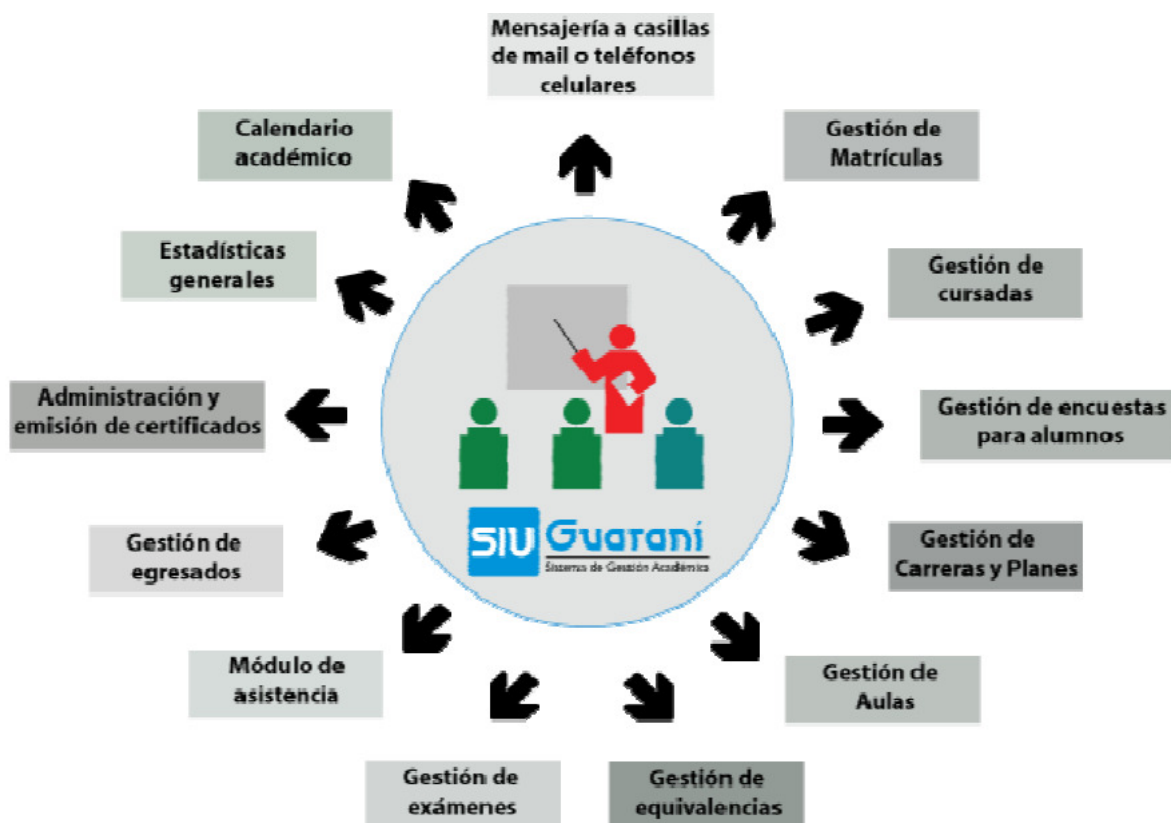 Mensajería a casillas
de mail o teléfonos
celulares
Gestión de
Matrículas
Gestión de
cursadas
Gestión de encuestas
para alumnos
Gestión de
Carreras y Planes
Gestión de
Aulas
Gestión de
equivalencias
Gestión de
exámenes
Módulo de
asistencia
Gestión de
egresados
Administración y
emisión de certificados
Estadísticas
generales
Calendario
académico
SIU Guaraní
Sistema de Gestión Académica